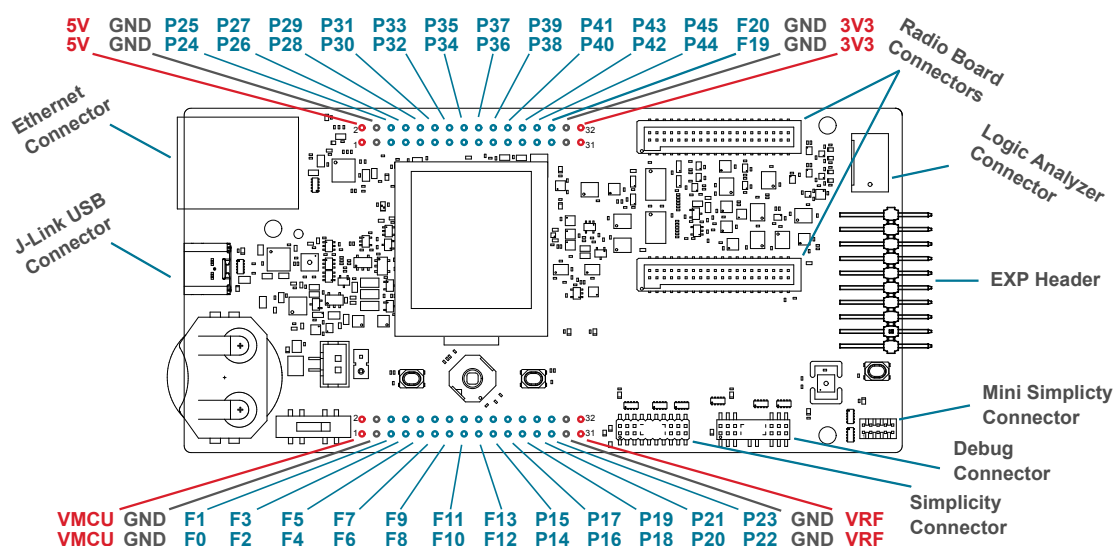 5V GND P25 P27 P29 P31 P33 P35 P37 P39 P41 P43 P45 F20 GND 3V3
5V GND P24 P26 P28 P30 P32 P34 P36 P38 P40 P42 P44 F19 GND 3V3
Radio Board
Connectors
Ethernet
Connector
2
32
1
31
Logic Analyzer
Connector
J-Link USB
Connector
EXP Header
Mini Simplicty
Connector
2
32
1
31
Debug
Connector
Simplicity
Connector
VMCU GND F1 F3 F5 F7 F9 F11 F13 P15 P17 P19 P21 P23 GND VRF
VMCU GND F0 F2 F4 F6 F8 F10 F12 P14 P16 P18 P20 P22 GND VRF